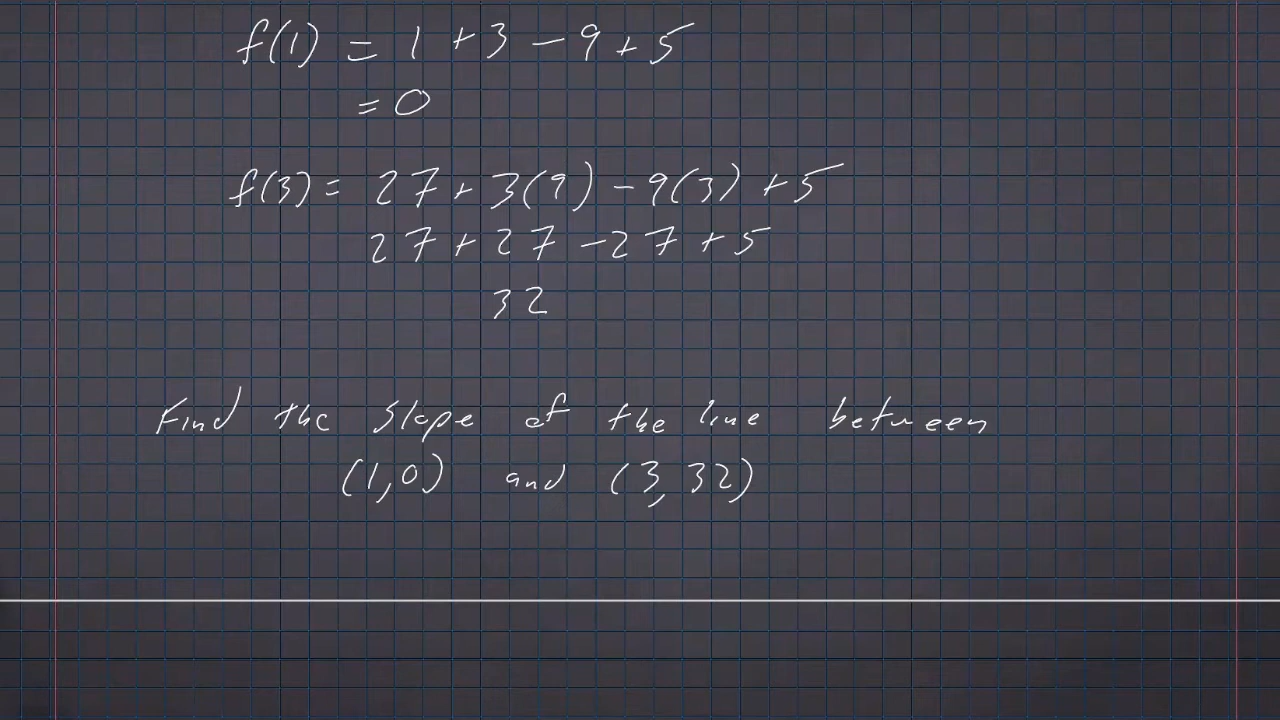 f(1) = 1 + 3 - 9 + 5
= 0
f(3) = 27 + 3(9) - 9(3) + 5
27 + 27 - 27 + 5
32
Find the slope of the line between
(1,0) and (3,32)